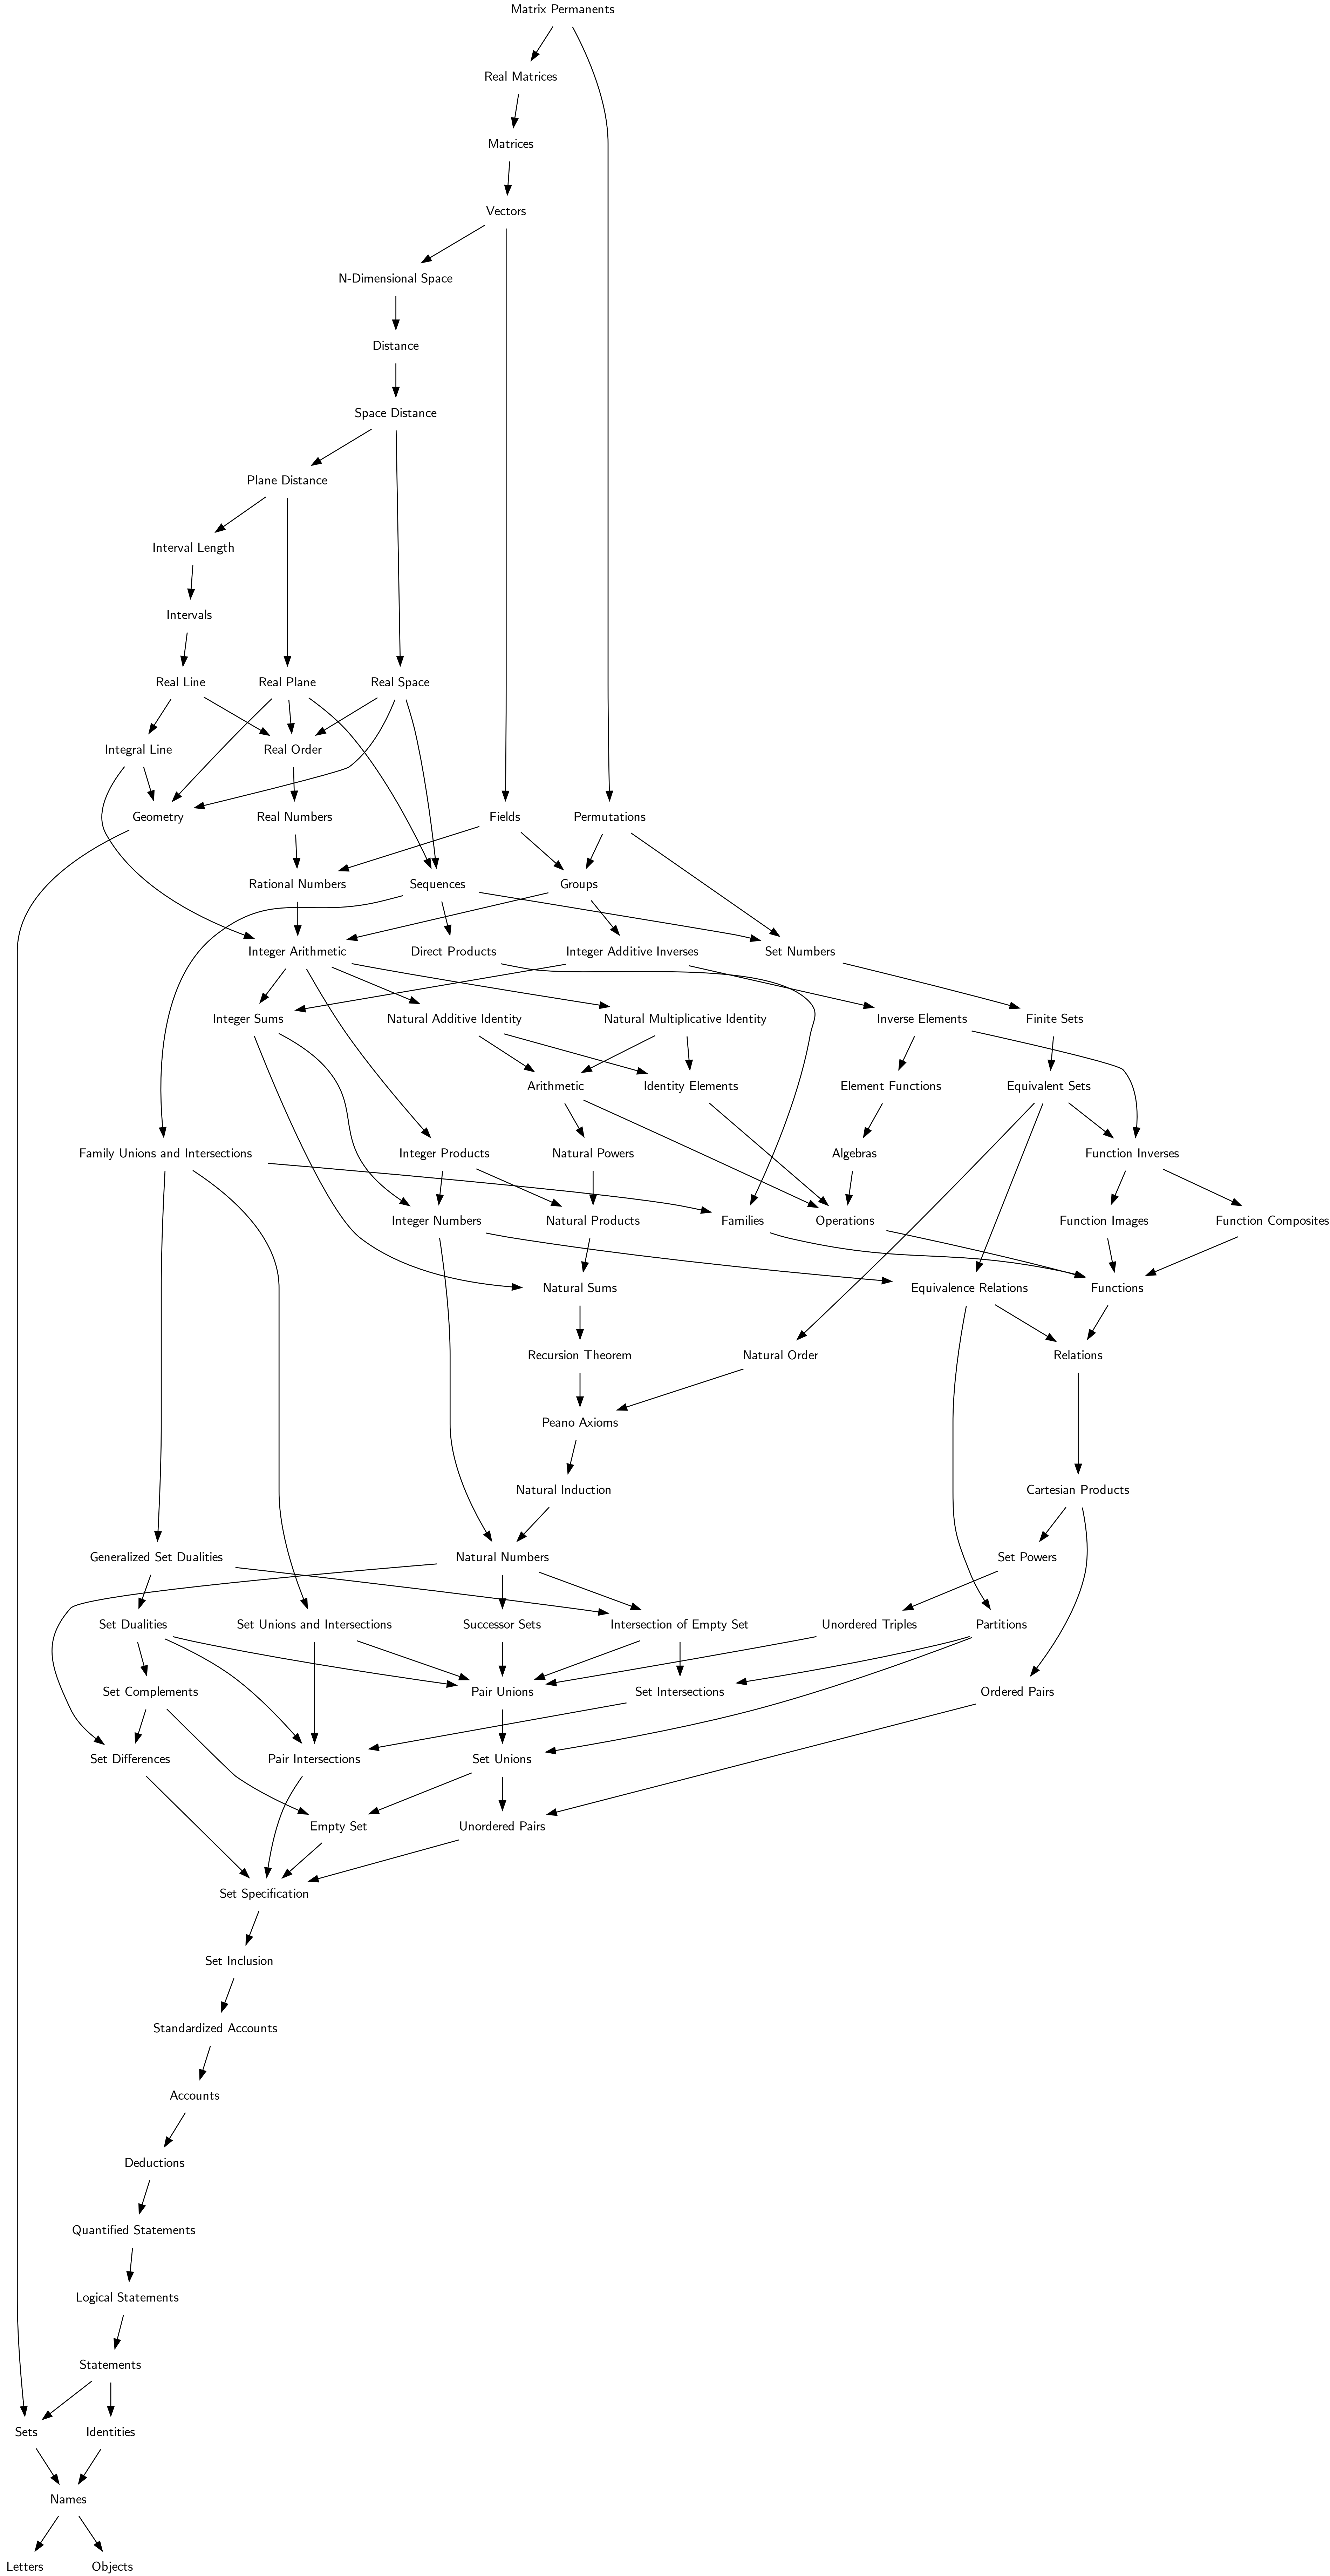 Matrix Permanents
Real Matrices
Matrices
Vectors
N-Dimensional Space
Distance
Space Distance
Plane Distance
Interval Length
Intervals
Real Line
Real Plane
Real Space
Integral Line
Real Order
Geometry
Real Numbers
Fields
Permutations
Rational Numbers
Sequences
Groups
Integer Arithmetic
Direct Products
Integer Additive Inverses
Set Numbers
Integer Sums
Natural Additive Identity
Natural Multiplicative Identity
Inverse Elements
Finite Sets
Arithmetic
Identity Elements
Element Functions
Equivalent Sets
Family Unions and Intersections
Integer Products
Natural Powers
Algebras
Function Inverses
Integer Numbers
Natural Products
Families
Operations
Function Images
Function Composites
Natural Sums
Equivalence Relations
Functions
Recursion Theorem
Natural Order
Relations
Peano Axioms
Natural Induction
Cartesian Products
Generalized Set Dualities
Natural Numbers
Set Powers
Set Dualities
Set Unions and Intersections
Successor Sets
Intersection of Empty Set
Unordered Triples
Partitions
Set Complements
Pair Unions
Set Intersections
Ordered Pairs
Set Differences
Pair Intersections
Set Unions
Empty Set
Unordered Pairs
Set Specification
Set Inclusion
Standardized Accounts
Accounts
Deductions
Quantified Statements
Logical Statements
Statements
Sets
Identities
Names
Letters
Objects